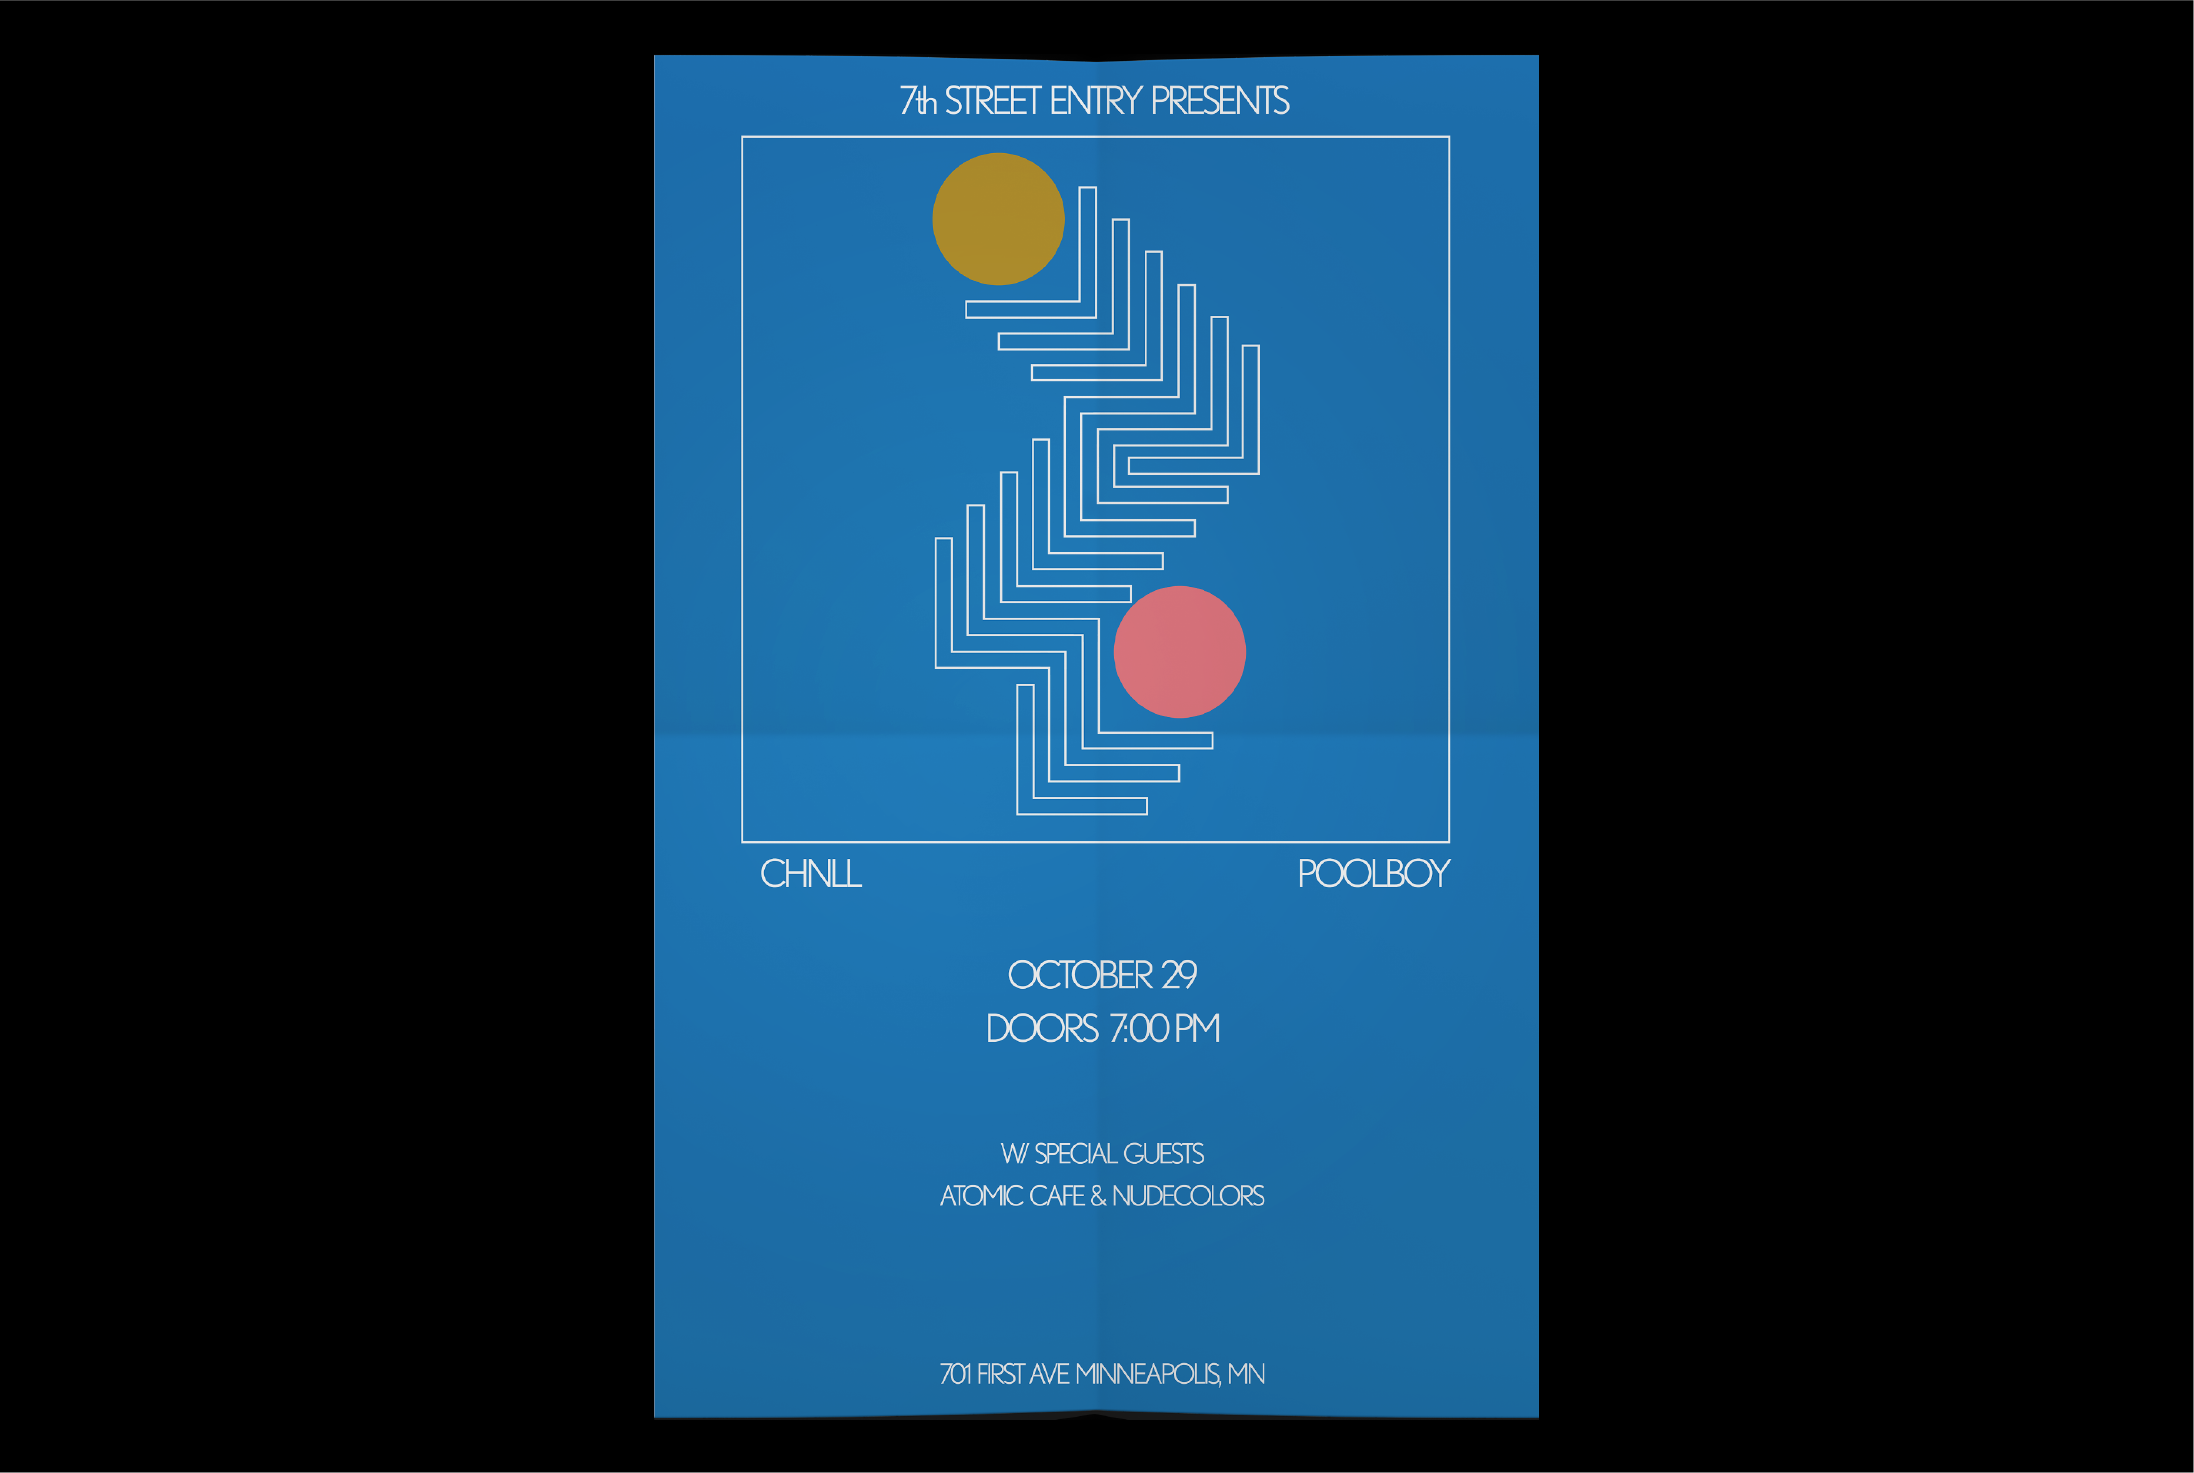 7th STREET ENTRY PRESENTS
CHNLL
POOLBOY
OCTOBER 29
DOORS 7:00 PM
W/ SPECIAL GUESTS
ATOMIC CAFE & NUDECOLORS
701 FIRST AVE MINNEAPOLIS, MN